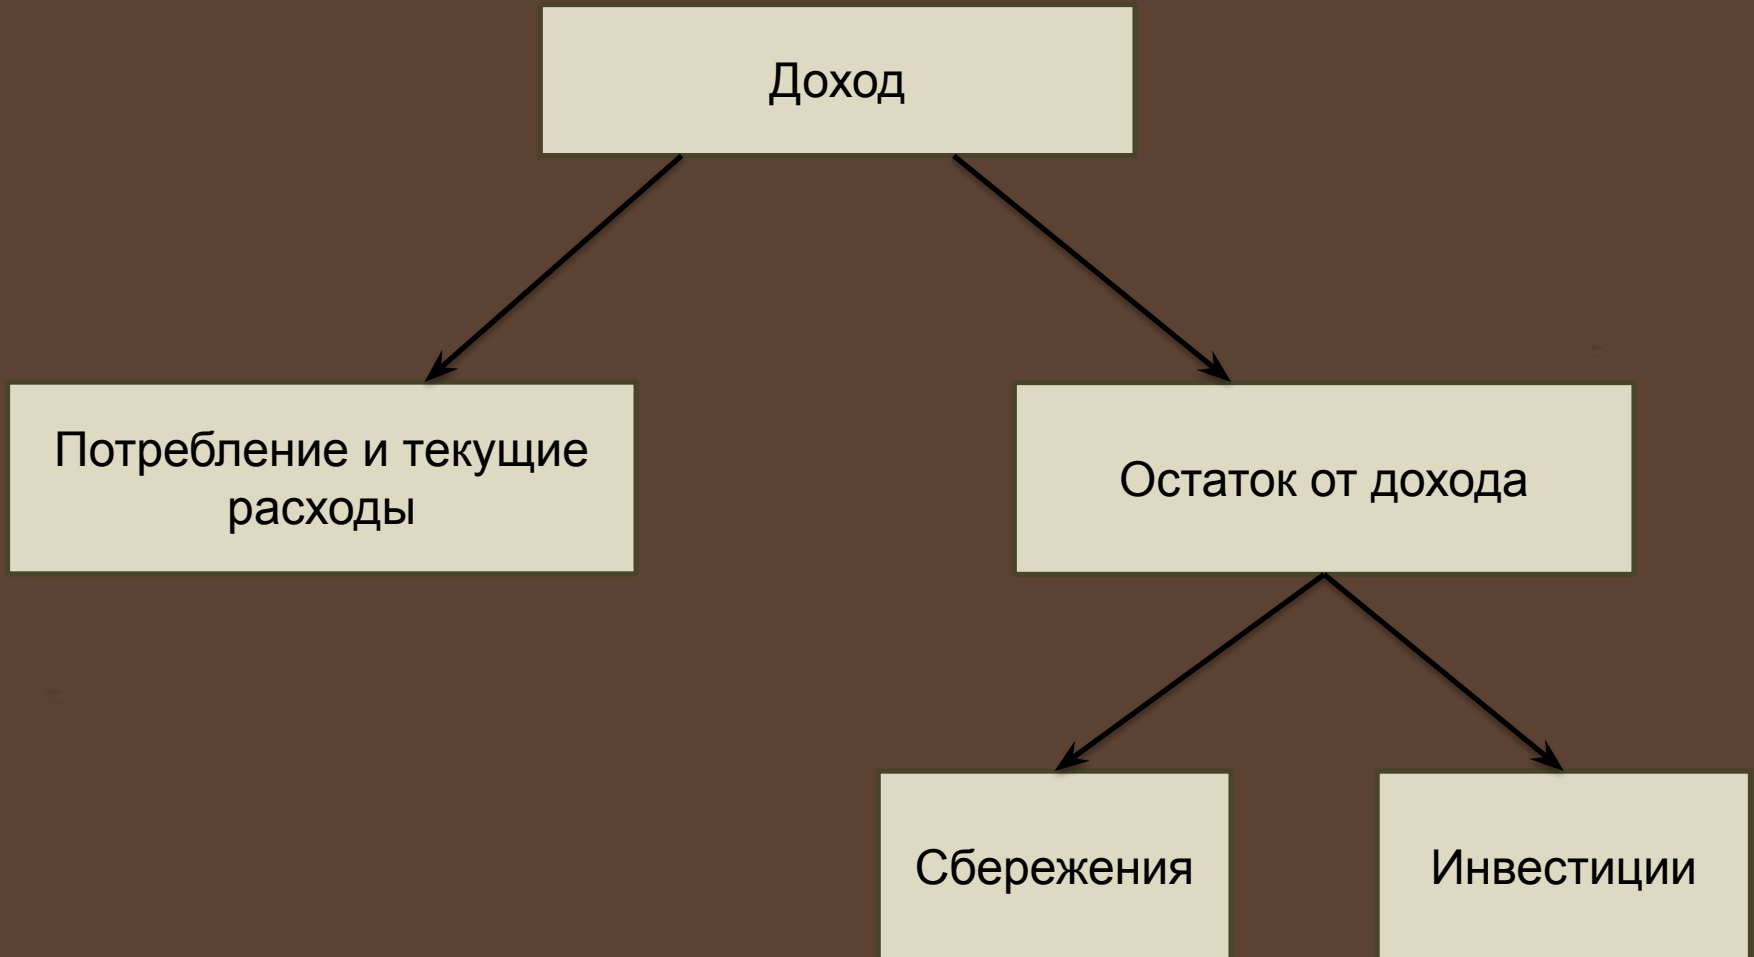 Доход
Потребление и текущие
расходы
Остаток от дохода
Сбережения
Инвестиции